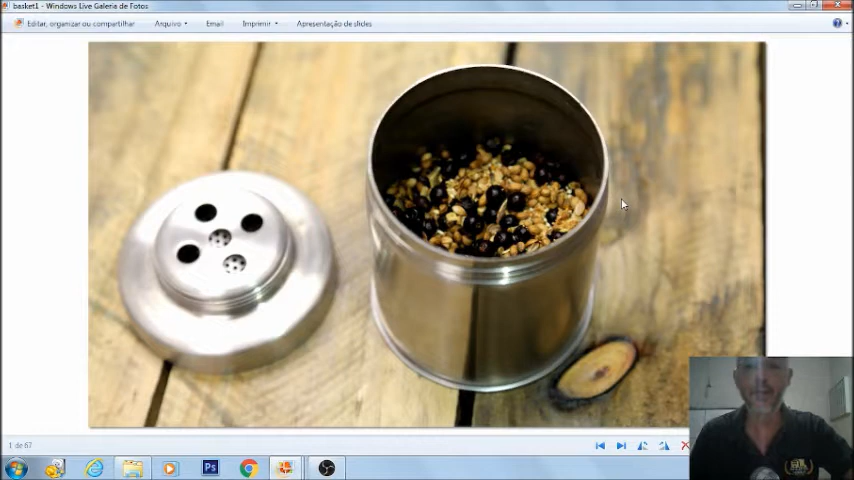 basket1 - Windows Live Galeria de Fotos
Editar, organizar ou compartilhar Arquivo Email Imprimir Apresentação de slides
1 de 67
Ps